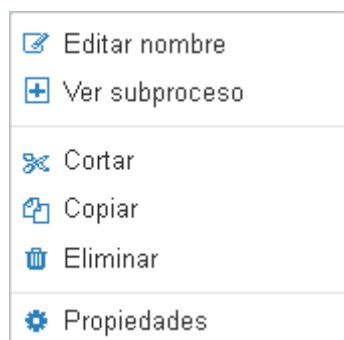 Editar nombre
Ver subproceso
Cortar
Copiar
Eliminar
Propiedades